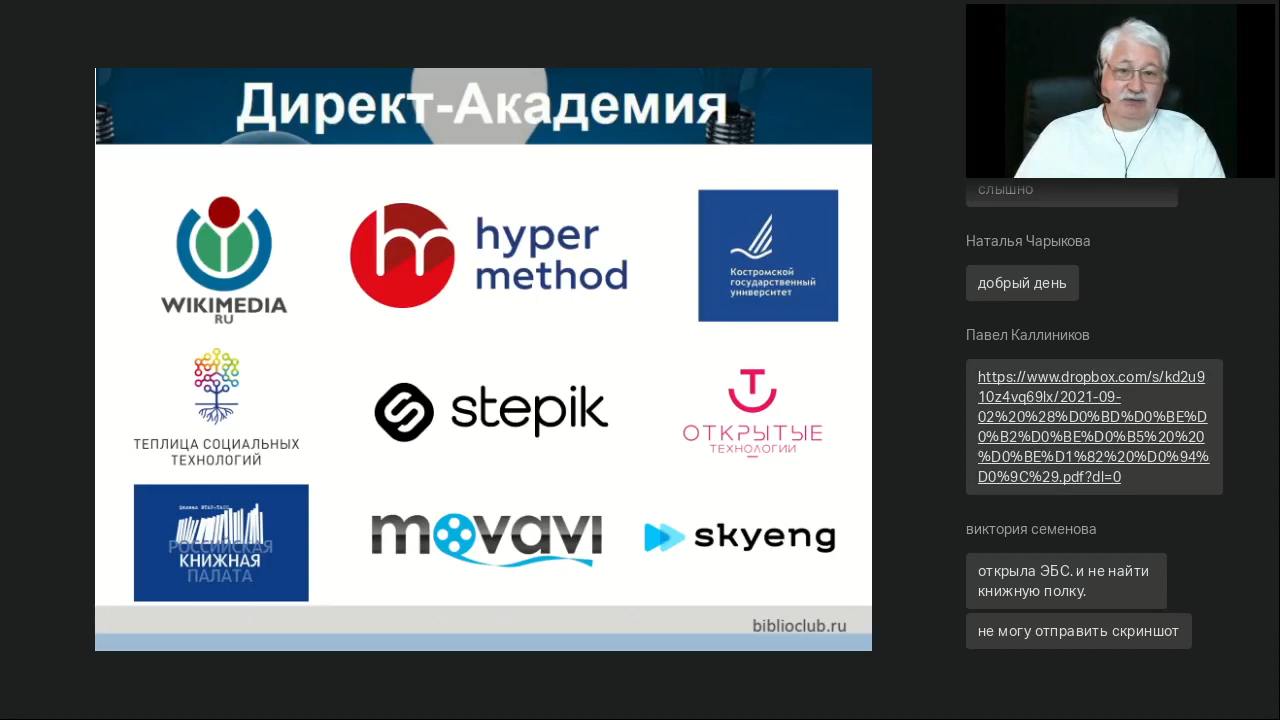 Директ-Академия
WIKIMEDIA
RU
hyper
method
Костромской
государственный
университет
ТЕПЛИЦА СОЦИАЛЬНЫХ
ТЕХНОЛОГИЙ
stepik
ОТКРЫТЫЕ
ТЕХНОЛОГИИ
филиал ИТАР-ТАСС
РОССИЙСКАЯ
КНИЖНАЯ
ПАЛАТА
movavi
skyeng
biblioclub.ru
слышно
Наталья Чарыкова
добрый день
Павел Каллиников
https://www.dropbox.com/s/kd2u9
10z4vq69lx/2021-09-
02%20%28%D0%BD%D0%BE%D
0%B2%D0%BE%D0%B5%20%20
%D0%BE%D1%82%20%D0%94%
D0%9C%29.pdf?dl=0
виктория семенова
открыла ЭБС. и не найти
книжную полку.
не могу отправить скриншот